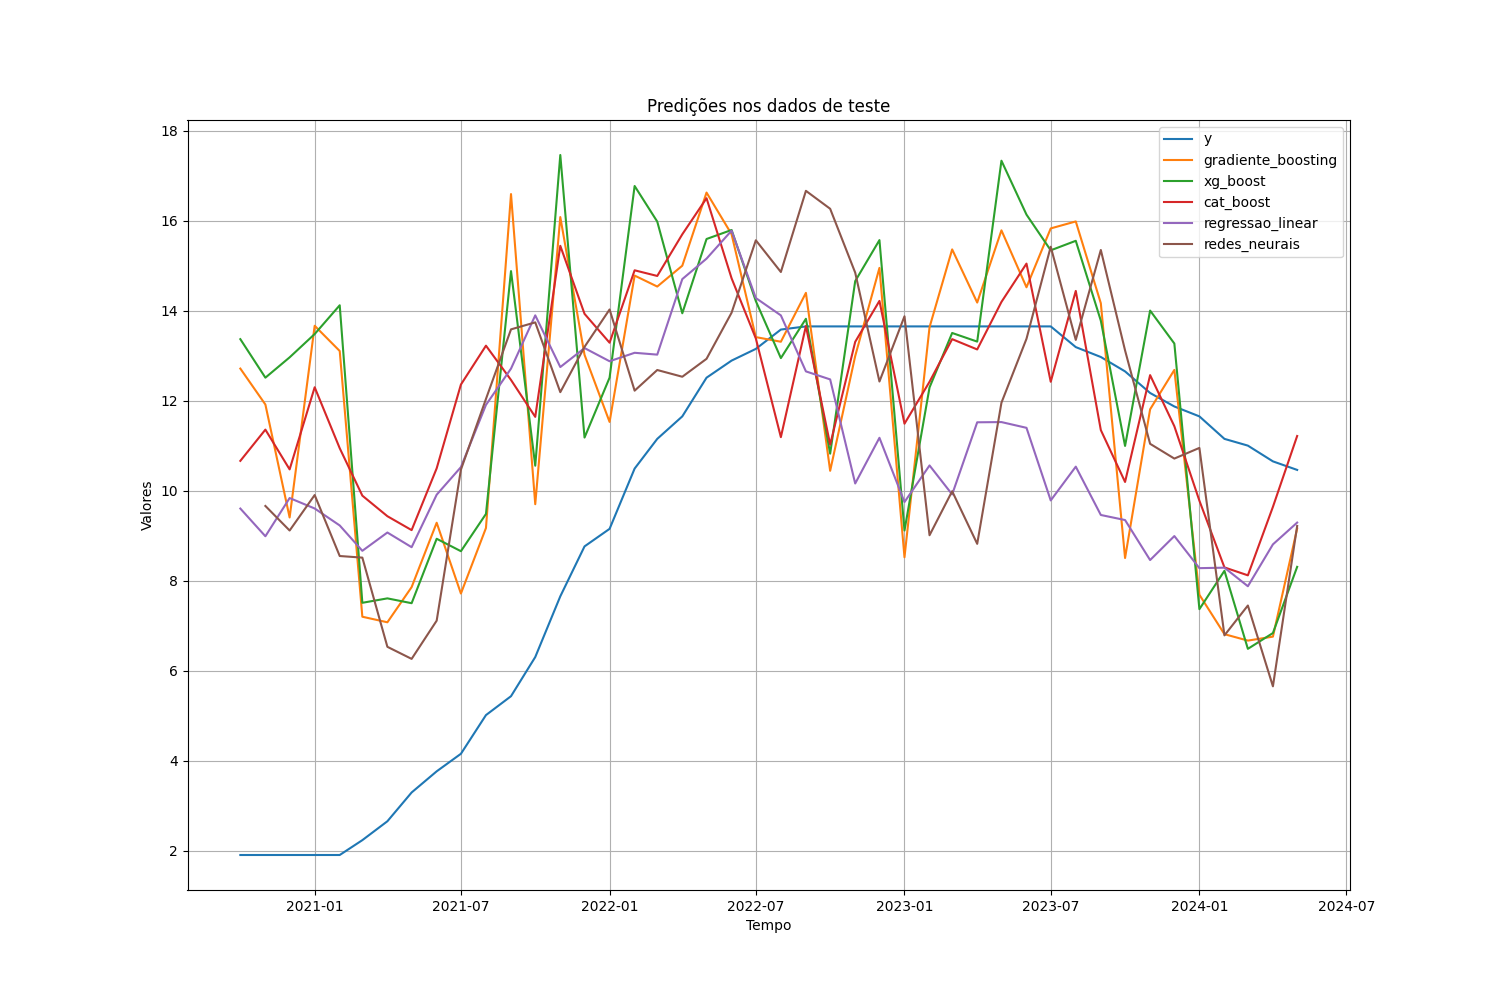 Predições nos dados de teste
y
gradiente_boosting
xg_boost
cat_boost
regressao_linear
redes_neurais
Valores
18
16
14
12
10
8
6
4
2
2021-01
2021-07
2022-01
2022-07
2023-01
2023-07
2024-01
2024-07
Tempo